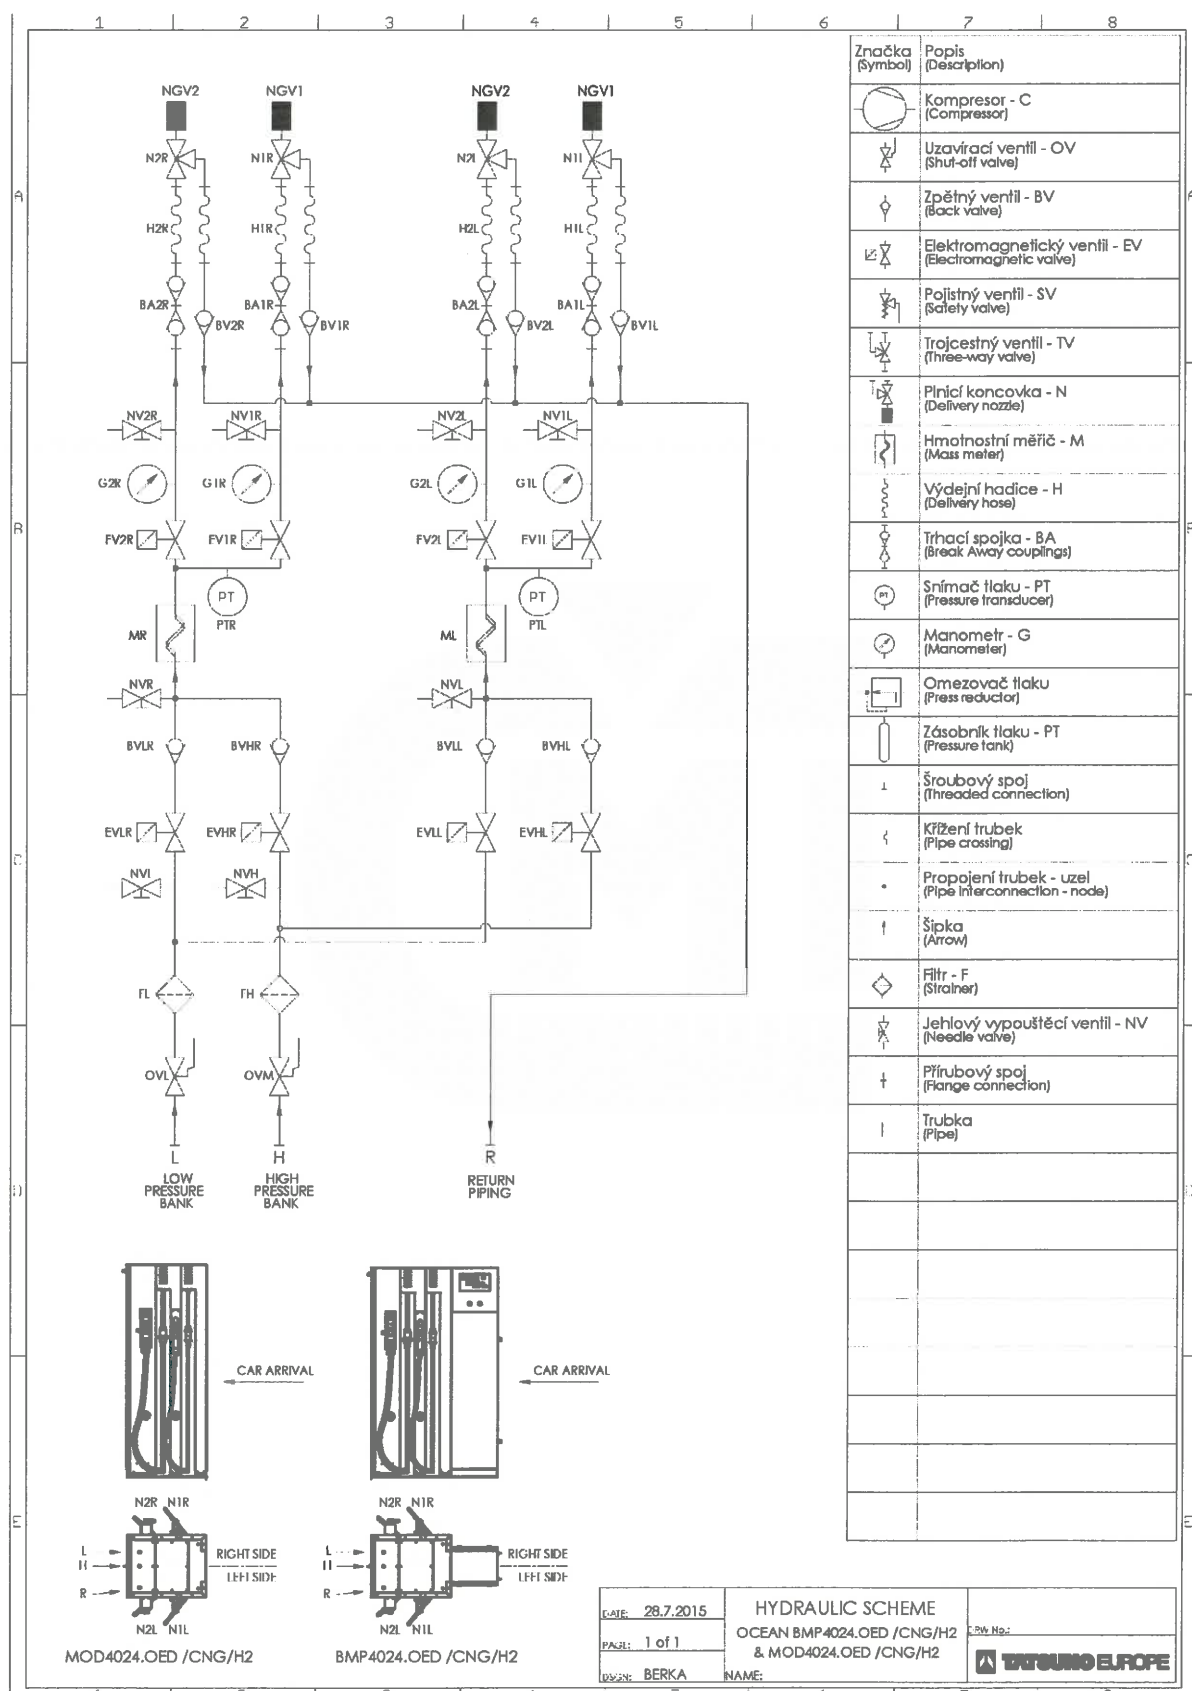 1 2 3 4 5 6 7 8
NGV2 NGV1 NGV2 NGV1
N2R N1R N2L N1L
A
H2R H1R H2L H1L
BA2R BA1R BA2L BA1L
BV2R BV1R BV2L BV1L
NV2R NV1R NV2L NV1L
G2R G1R G2L G1L
B
EV2R EV1R EV2L EV1L
PT PT
PTR PTL
MR ML
NVR NVL
BVLR BVHR BVLL BVHL
EVLR EVHR EVLL EVHL
C
NVL NVH
FL FH
OVL OVM
L H R
LOW
PRESSURE
BANK
HIGH
PRESSURE
BANK
RETURN
PIPING
D
Značka
(Symbol)
Popis
(Description)
Kompresor - C
(Compressor)
Uzavírací ventil - OV
(Shut-off valve)
Zpětný ventil - BV
(Back valve)
Elektromagnetický ventil - EV
(Electromagnetic valve)
Pojistný ventil - SV
(Safety valve)
Trojcestný ventil - TV
(Three-way valve)
Plnicí koncovka - N
(Delivery nozzle)
Hmotnostní měřič - M
(Mass meter)
Výdejní hadice - H
(Delivery hose)
Trhací spojka - BA
(Break Away couplings)
PT
Snímač tlaku - PT
(Pressure transducer)
Manometr - G
(Manometer)
Omezovač tlaku
(Press reductor)
Zásobník tlaku - PT
(Pressure tank)
Šroubový spoj
(Threaded connection)
Křížení trubek
(Pipe crossing)
Propojení trubek - uzel
(Pipe interconnection - node)
Šipka
(Arrow)
Filtr - F
(Strainer)
Jehlový vypouštěcí ventil - NV
(Needle valve)
Přírubový spoj
(Flange connection)
Trubka
(Pipe)
CAR ARRIVAL CAR ARRIVAL
N2R N1R N2R N1R
E
L RIGHT SIDE L RIGHT SIDE
H H
LEFT SIDE LEFT SIDE
R R
N2L N1L N2L N1L
MOD4024.OED /CNG/H2 BMP4024.OED /CNG/H2
DATE: 28.7.2015
PAGE: 1 of 1
DSGN: BERKA
HYDRAULIC SCHEME
OCEAN BMP4024.OED /CNG/H2
& MOD4024.OED /CNG/H2
NAME:
DRW No.:
TATSUNO EUROPE